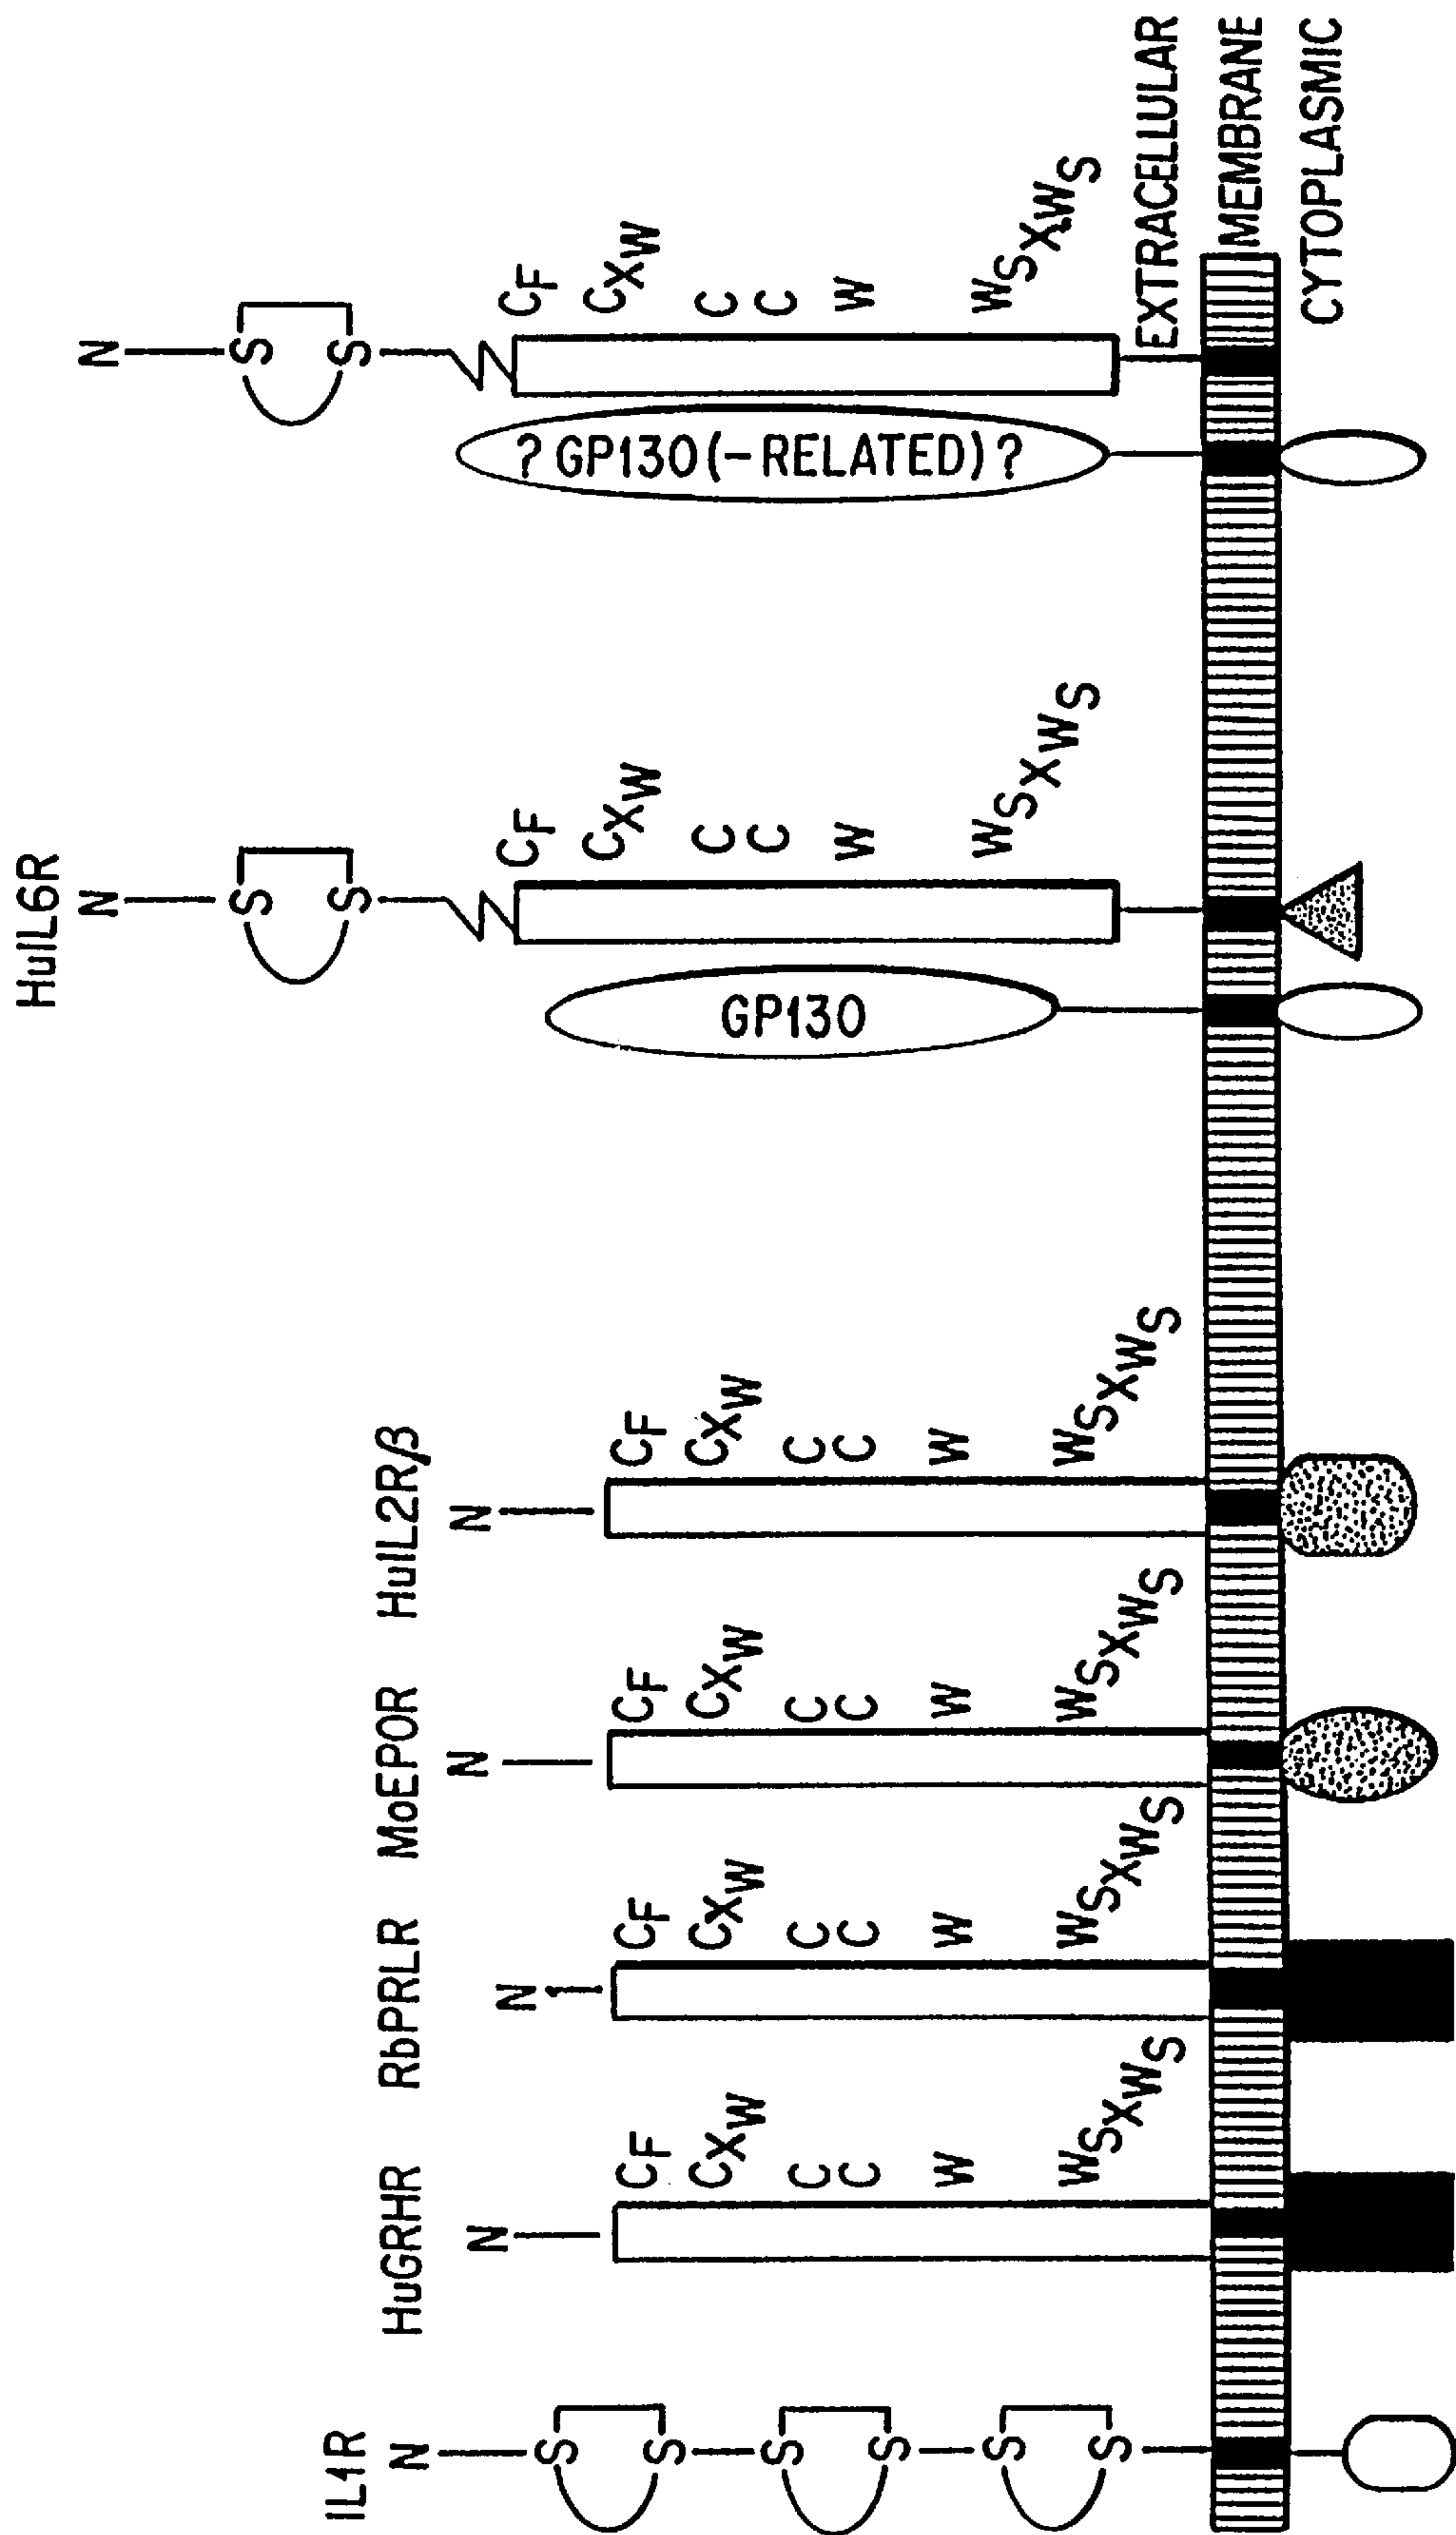 IL1R
N
S
S
S
S
S
S
HuGRHR
N
CF
CXW
C
C
W
WSXWS
RbPRLR
N
CF
CXW
C
C
W
WSXWS
MoEPOR
N
CF
CXW
C
C
W
WSXWS
HuIL2Rβ
N
CF
CXW
C
C
W
WSXWS
HuIL6R
N
S
S
GP130
CF
CXW
C
C
W
WSXWS
N
S
S
? GP130 (-RELATED) ?
CF
CXW
C
C
W
WSXWS
EXTRACELLULAR
MEMBRANE
CYTOPLASMIC